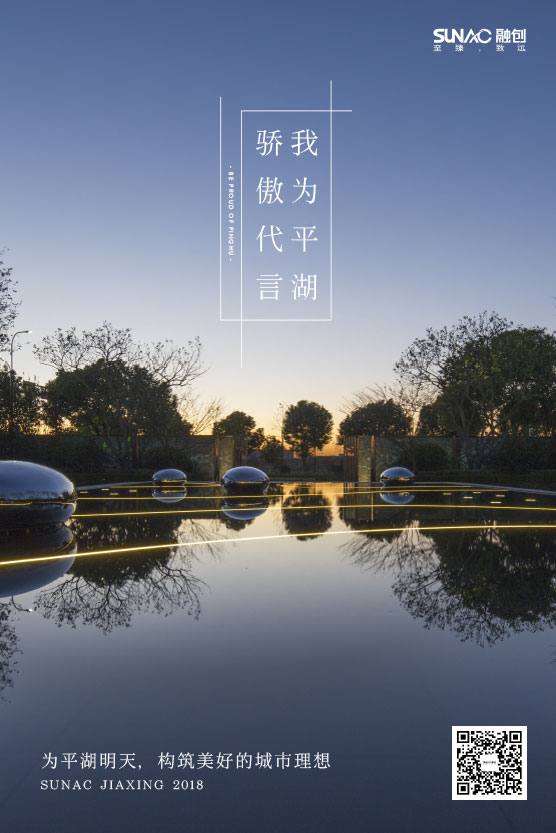 SUNAC 融创
至臻，致远
我为平湖
骄傲代言
· BE PROUD OF PINGHU ·
为平湖明天，构筑美好的城市理想
SUNAC JIAXING 2018